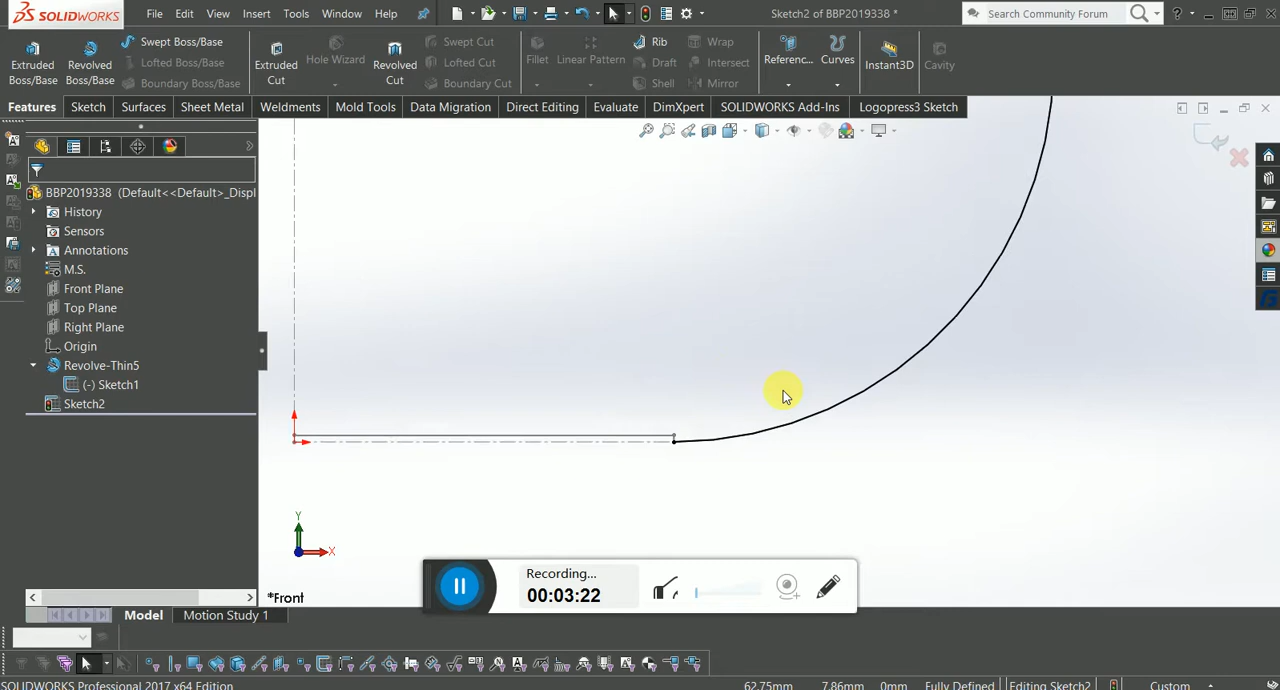 SOLIDWORKS
File Edit View Insert Tools Window Help
Sketch2 of BBP2019338 *
Search Community Forum
Extruded Boss/Base
Revolved Boss/Base
Swept Boss/Base
Lofted Boss/Base
Boundary Boss/Base
Extruded Cut
Hole Wizard
Revolved Cut
Swept Cut
Lofted Cut
Boundary Cut
Fillet
Linear Pattern
Rib
Draft
Shell
Wrap
Intersect
Mirror
Referenc...
Curves
Instant3D
Cavity
Features Sketch Surfaces Sheet Metal Weldments Mold Tools Data Migration Direct Editing Evaluate DimXpert SOLIDWORKS Add-Ins Logopress3 Sketch
BBP2019338 (Default<<Default>_Displ
History
Sensors
Annotations
M.S.
Front Plane
Top Plane
Right Plane
Origin
Revolve-Thin5
(-) Sketch1
Sketch2
Y
X
*Front
Recording...
00:03:22
Model Motion Study 1
SOLIDWORKS Professional 2017 x64 Edition 62.75mm 7.86mm 0mm Fully Defined Editing Sketch2 Custom